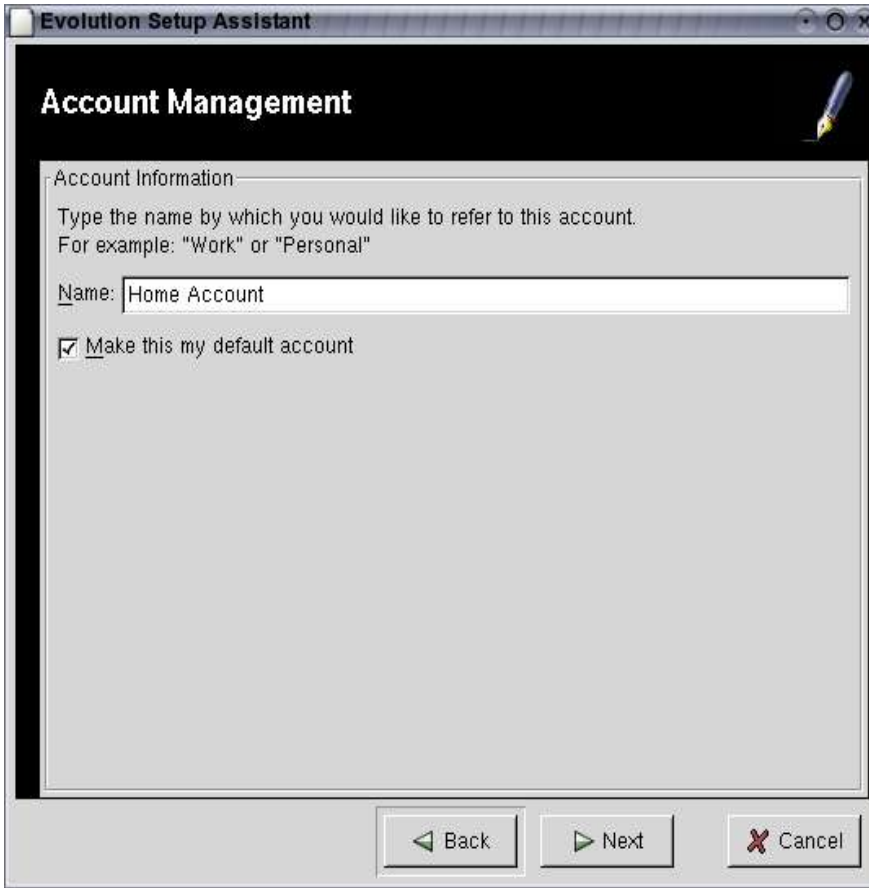 Evolution Setup Assistant
Account Management
Account Information
Type the name by which you would like to refer to this account.
For example: "Work" or "Personal"
Name: Home Account
Make this my default account
Back Next Cancel